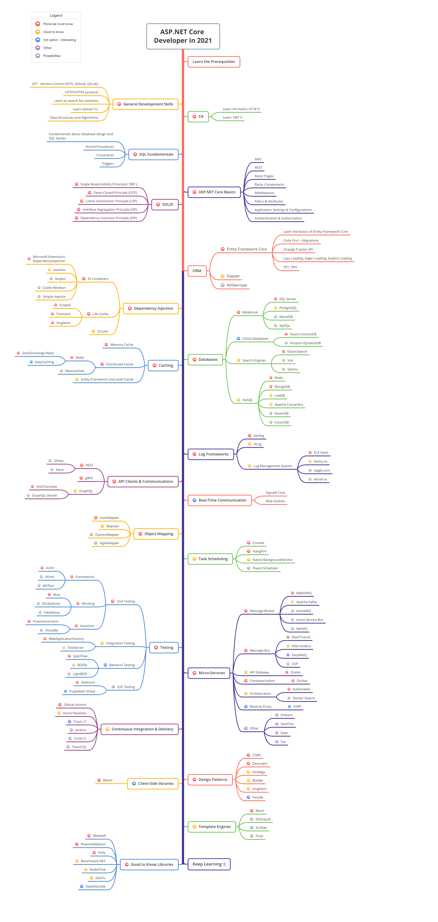 Legend
Personal must-know
Good to know
3rd option - interesting
Other
Possibilities
ASP.NET Core
Developer in 2021
Learn the Prerequisites
GIT - Version Control (HTTPS, GitHub, GitLab)
HTTP/HTTPS protocol
Learn to search for solutions
Learn dotnet CLI
Data Structures and Algorithms
General Development Skills
C#
Learn the basics of C# 9
Learn .NET 5
Fundamentals about database design and
SQL Syntax
Stored Procedures
Constraints
Triggers
SQL Fundamentals
ASP.NET Core Basics
MVC
REST
Razor Pages
Razor Components
Middlewares
Filters & Attributes
Application Settings & Configurations
Authentication & Authorization
Single Responsibility Principles (SRP)
Open-Closed Principle (OCP)
Liskov Substitution Principle (LSP)
Interface Segregation Principle (ISP)
Dependency Inversion Principle (DIP)
SOLID
ORM
Entity Framework Core
Learn the basics of Entity Framework Core
Code First + Migrations
Change Tracker API
Lazy Loading, Eager Loading, Explicit Loading
Dapper
NHibernate
Microsoft.Extensions.
DependencyInjection
AutoFac
Ninject
Castle Windsor
Simple Injector
DI Containers
Scoped
Transient
Singleton
Life Cycles
Scrutor
Dependency Injection
Databases
Relational
SQL Server
PostgreSQL
MariaDB
MySQL
Cloud Databases
Azure CosmosDB
Amazon DynamoDB
Search Engines
ElasticSearch
Solr
Sphinx
NoSQL
Redis
MongoDB
LiteDB
Apache Cassandra
RavenDB
CouchDB
Memory Cache
StackExchange.Redis
EasyCaching
Redis
Memcached
Distributed Cache
Entity Framework 2nd Level Cache
Caching
Log Frameworks
Serilog
NLog
Log Management System
ELK Stack
Sentry.io
Loggly.com
elmah.io
API Clients & Communications
OData
Sieve
REST
gRPC
HotChocolate
GraphQL-dotnet
GraphQL
Real-Time Communication
SignalR Core
Web Sockets
AutoMapper
Mapster
ExpressMapper
AgileMapper
Object Mapping
Task Scheduling
Coravel
Hangfire
Native BackgroundService
Fluent Scheduler
xUnit
NUnit
MSTest
Frameworks
Moq
NSubstitute
FakeItEasy
Mocking
FluentAssertions
Shouldly
Assertion
Unit Testing
WebApplicationFactory
TestServer
Integration Testing
SpecFlow
BDDfy
LightBDD
Behavior Testing
Selenium
Puppeteer-Sharp
E2E Testing
Testing
Micro Services
Message-Broker
RabbitMQ
Apache Kafka
ActiveMQ
Azure Service Bus
NetMQ
Message-Bus
MassTransit
NServiceBus
EasyNetQ
CAP
API Gateway
Ocelot
Containerization
Docker
Orchestration
Kubernetes
Docker Swarm
Reverse Proxy
YARP
Other
Orleans
SteeltOe
Dapr
Tye
GitHub Actions
Azure Pipelines
Travis CI
Jenkins
Circle CI
TeamCity
Continuous Integration & Delivery
Design Patterns
CQRS
Decorator
Strategy
Builder
Singleton
Facade
Blazor
Client-Side libraries
Template Engines
Razor
DotLiquid
Scriban
Fluid
MediatR
FluentValidation
Polly
Benchmark.NET
NodaTime
GenFu
Swashbuckle
Good to Know Libraries
Keep Learning :)